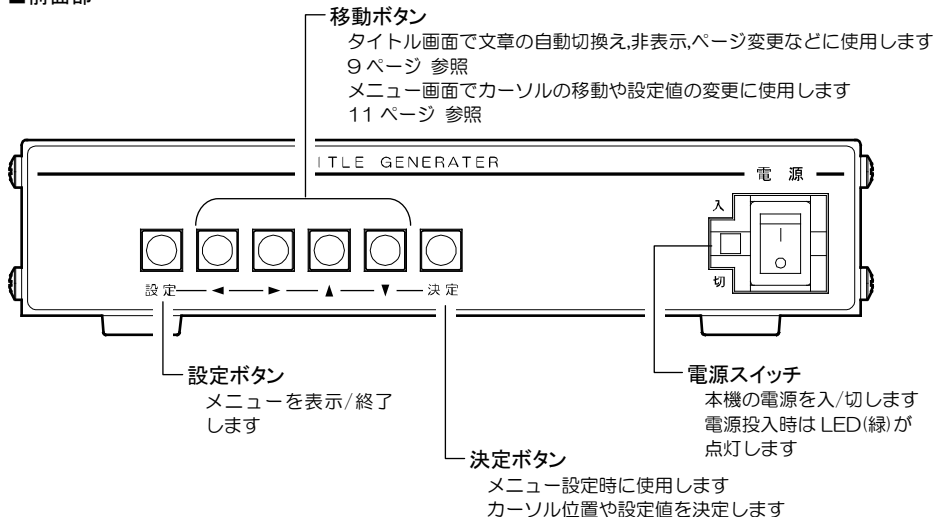 ■前面部
移動ボタン
タイトル画面で文章の自動切換え,非表示,ページ変更などに使用します
9 ページ 参照
メニュー画面でカーソルの移動や設定値の変更に使用します
11 ページ 参照
ITLE GENERATER
電 源
入
切
設定 ◄ ► ▲ ▼ 決定
設定ボタン
メニューを表示/終了
します
電源スイッチ
本機の電源を入/切します
電源投入時は LED(緑)が
点灯します
決定ボタン
メニュー設定時に使用します
カーソル位置や設定値を決定します